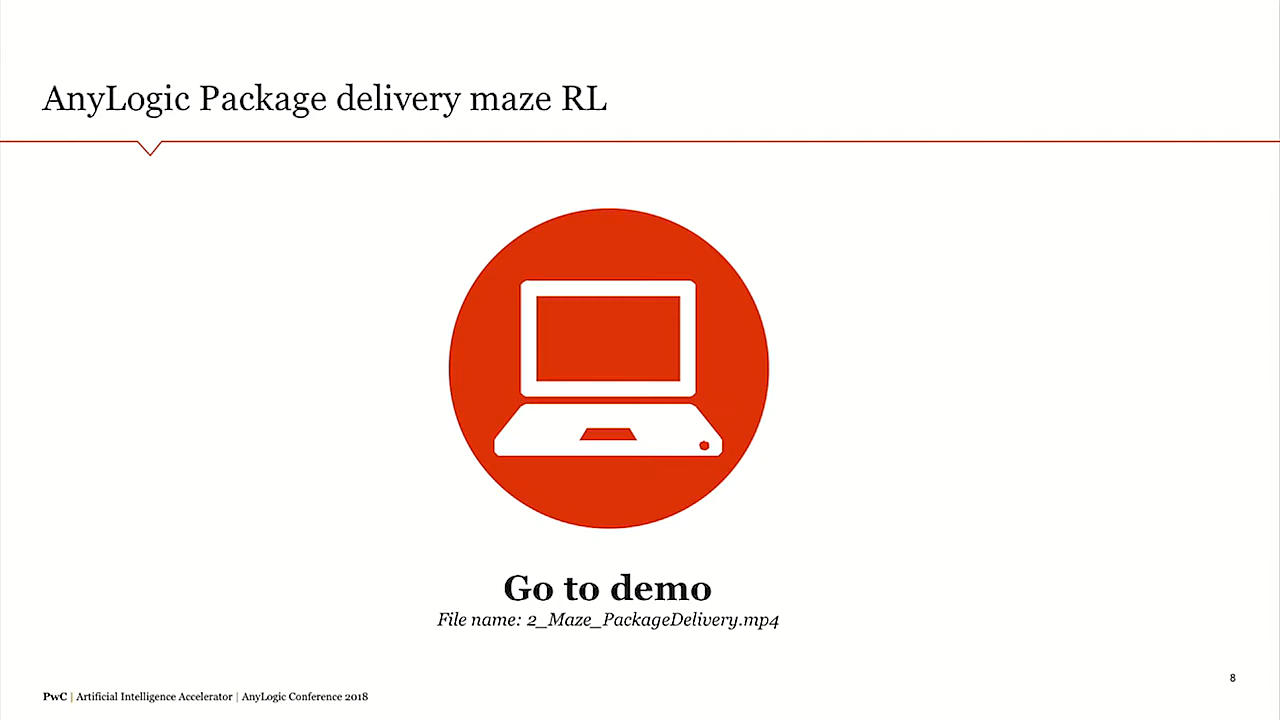 AnyLogic Package delivery maze RL
Go to demo
File name: 2_Maze_PackageDelivery.mp4
8
PwC | Artificial Intelligence Accelerator | AnyLogic Conference 2018